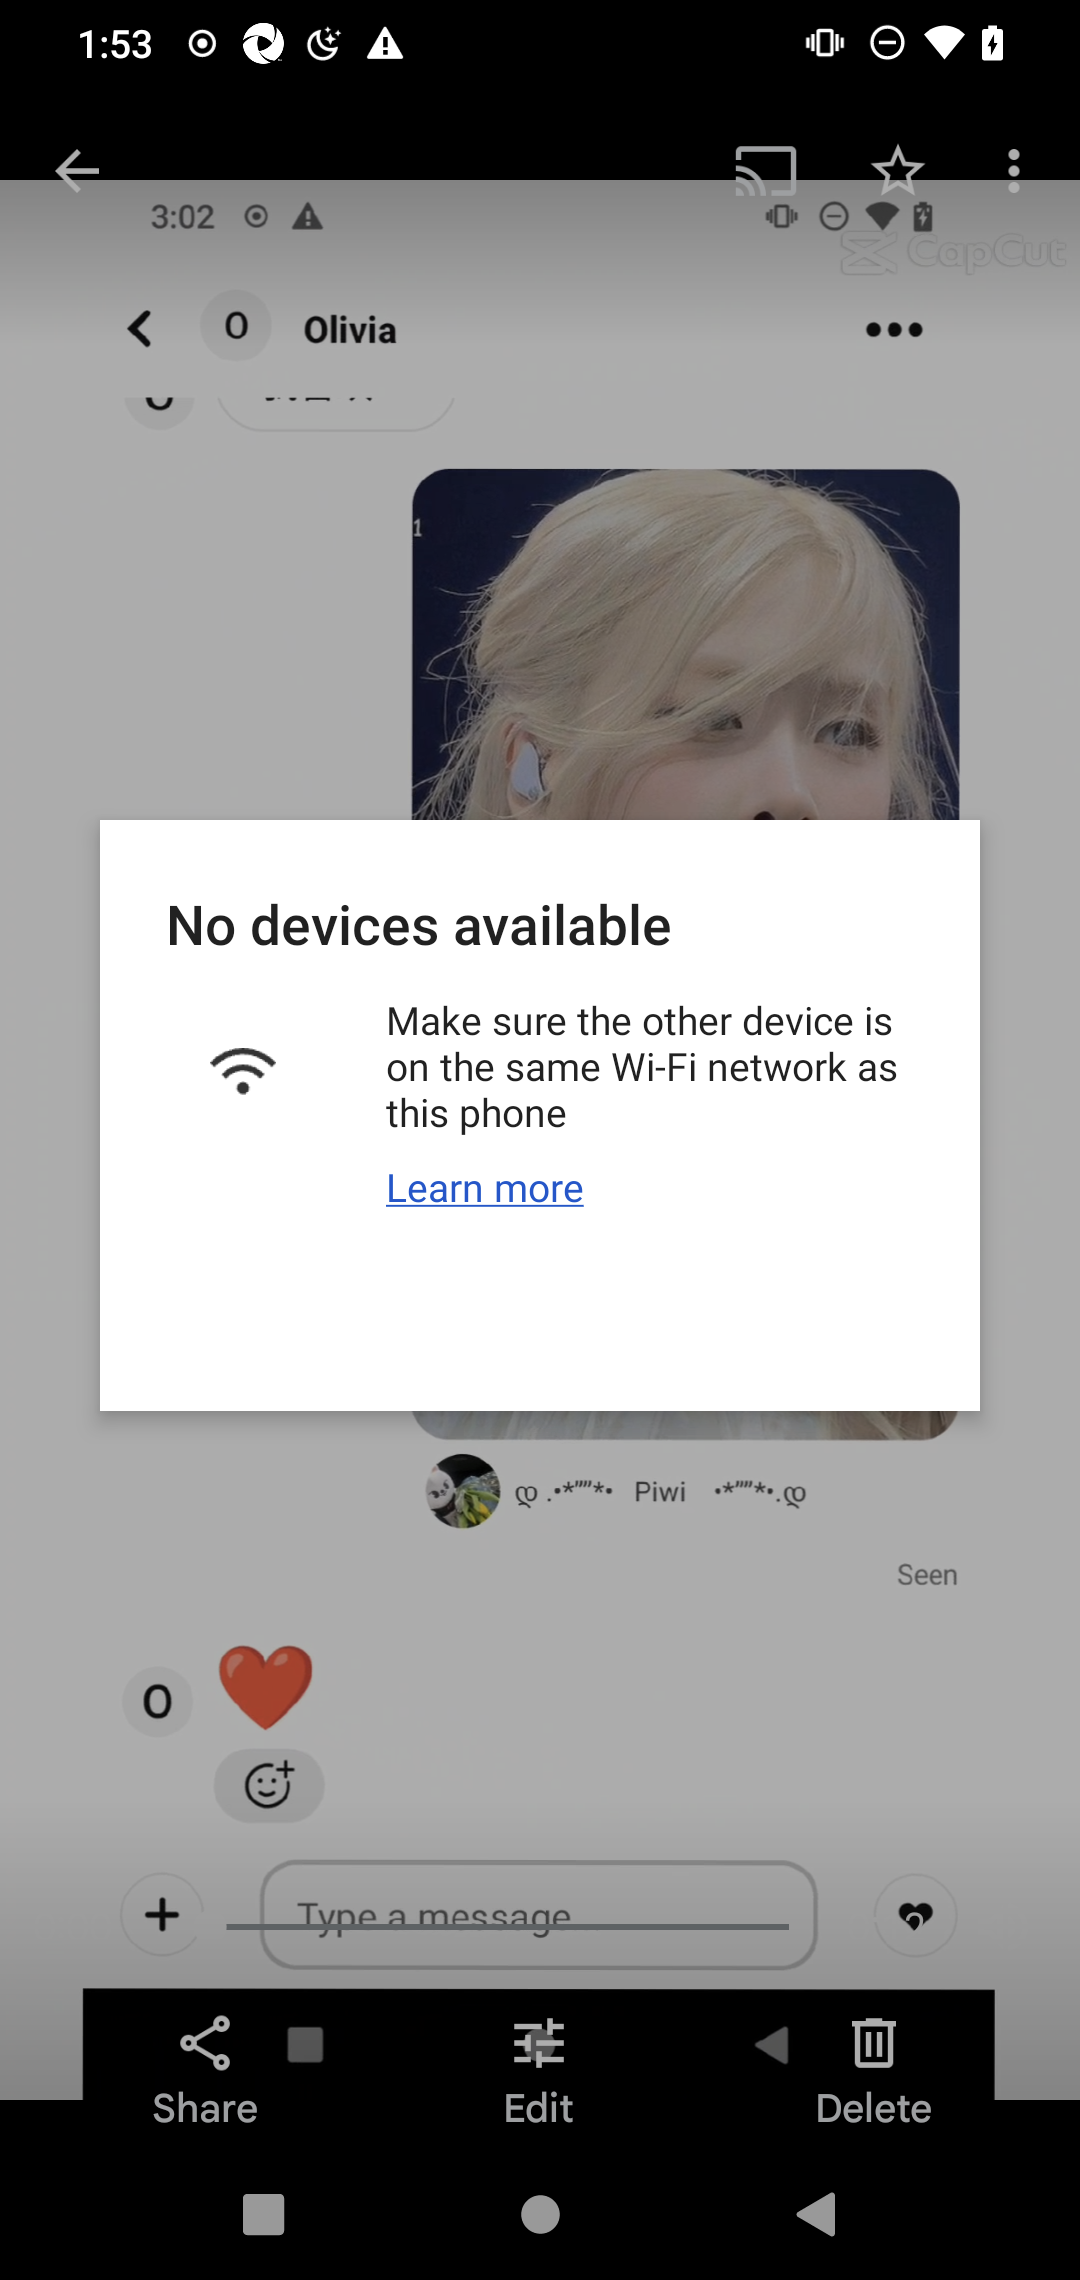 1:53
3:02
CapCut
O Olivia
1
No devices available
Make sure the other device is
on the same Wi-Fi network as
this phone
Learn more
ღ .•*""*• Piwi •*""*•.ღ
Seen
O
Type a message
Share Edit Delete